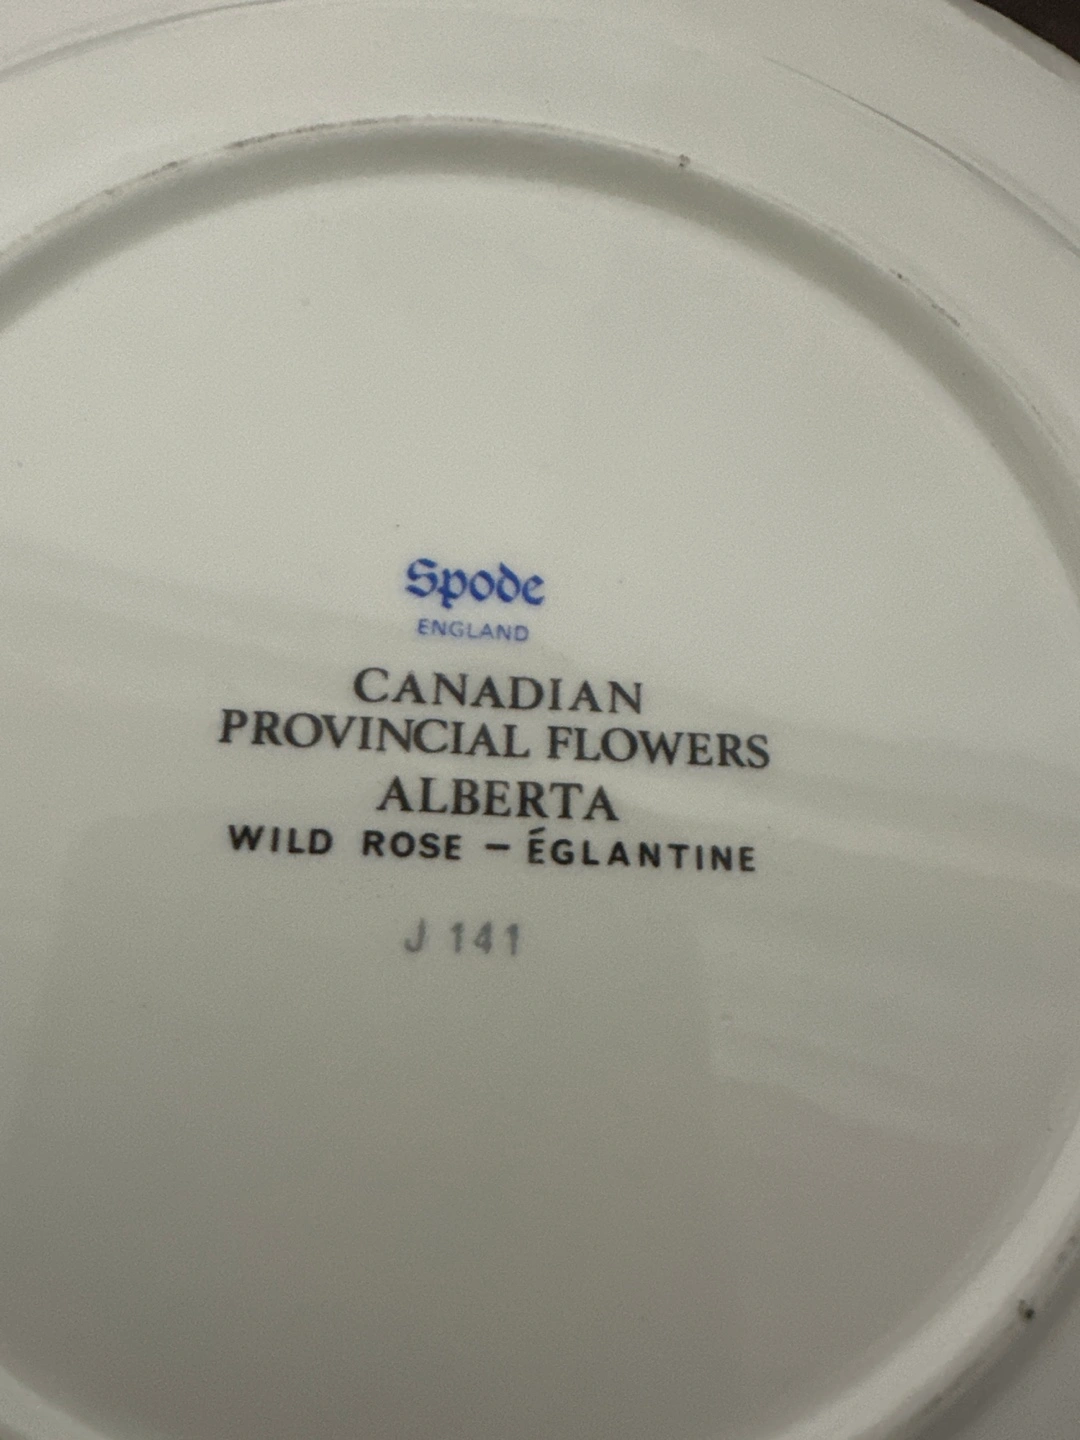 Spode
ENGLAND
CANADIAN
PROVINCIAL FLOWERS
ALBERTA
WILD ROSE – ÉGLANTINE
J 141